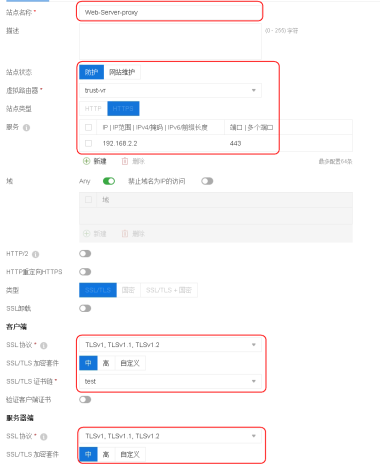 站点名称 * Web-Server-proxy
描述 (0 - 255) 字符
站点状态 防护 网站维护
虚拟路由器 * trust-vr
站点类型 HTTP HTTPS
服务 IP | IP范围 | IPv4/掩码 | IPv6/前缀长度 端口 | 多个端口
192.168.2.2 443
新建 删除 最多配置64条
域 Any 禁止域名为IP的访问
域
新建 删除
HTTP/2
HTTP重定向HTTPS
类型 SSL/TLS 国密 SSL/TLS + 国密
SSL卸载
客户端
SSL 协议 * TLSv1, TLSv1.1, TLSv1.2
SSL/TLS 加密套件 中 高 自定义
SSL/TLS 证书链 * test
验证客户端证书
服务器端
SSL 协议 * TLSv1, TLSv1.1, TLSv1.2
SSL/TLS 加密套件 中 高 自定义